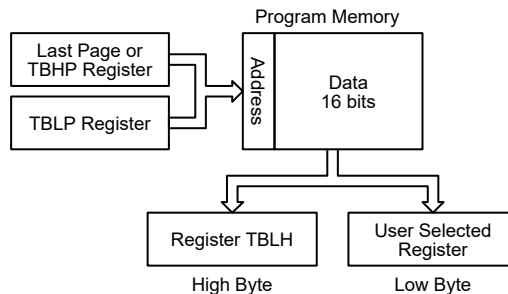 Program Memory
Last Page or
TBHP Register
TBLP Register
Address
Data
16 bits
Register TBLH
User Selected
Register
High Byte
Low Byte